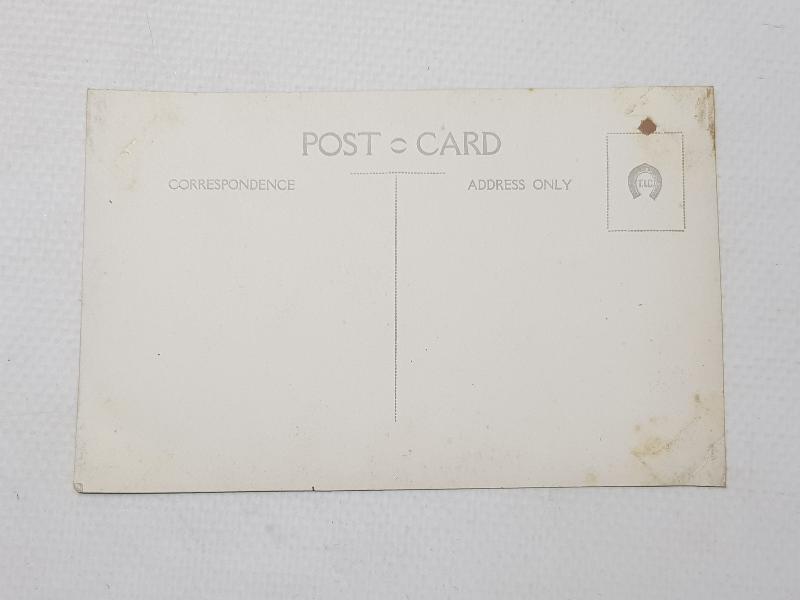 POST CARD
CORRESPONDENCE
ADDRESS ONLY
T.I.C.